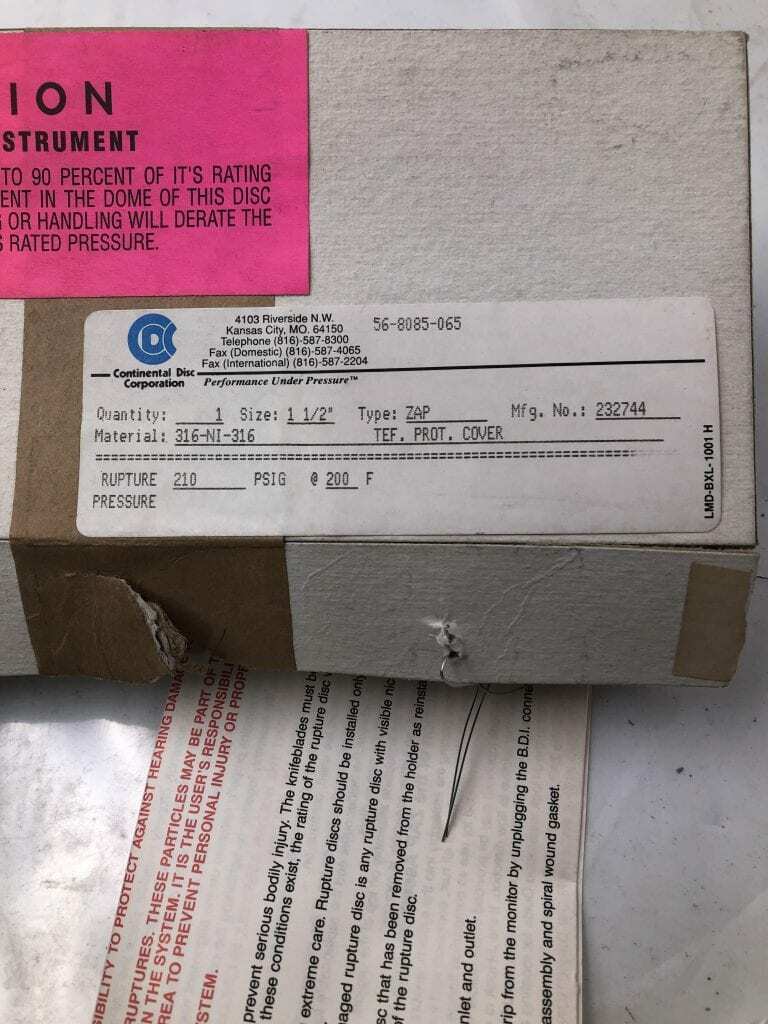 ION
STRUMENT
TO 90 PERCENT OF IT'S RATING
ENT IN THE DOME OF THIS DISC
OR HANDLING WILL DERATE THE
RATED PRESSURE.
CDC
Continental Disc
Corporation
4103 Riverside N.W.
Kansas City, MO. 64150
Telephone (816)-587-8300
Fax (Domestic) (816)-587-4065
Fax (International) (816)-587-2204
Performance Under Pressure™
56-8085-065
Quantity: 1 Size: 1 1/2" Type: ZAP Mfg. No.: 232744
Material: 316-NI-316 TEF. PROT. COVER
RUPTURE 210 PSIG @ 200 F
PRESSURE
LMD-BXL-1001 H
SIBILITY TO PROTECT AGAINST HEARING DAMAG
RUPTURES. THESE PARTICLES MAY BE PART OF T
N THE SYSTEM. IT IS THE USER'S RESPONSIBILI
REA TO PREVENT PERSONAL INJURY OR PROPE
STEM.
prevent serious bodily injury. The knifeblades must b
these conditions exist, the rating of the rupture disc
extreme care. Rupture discs should be installed only
aged rupture disc is any rupture disc with visible nic
sc that has been removed from the holder as reinsta
of the rupture disc.
nlet and outlet.
rip from the monitor by unplugging the B.D.I. conne
assembly and spiral wound gasket.